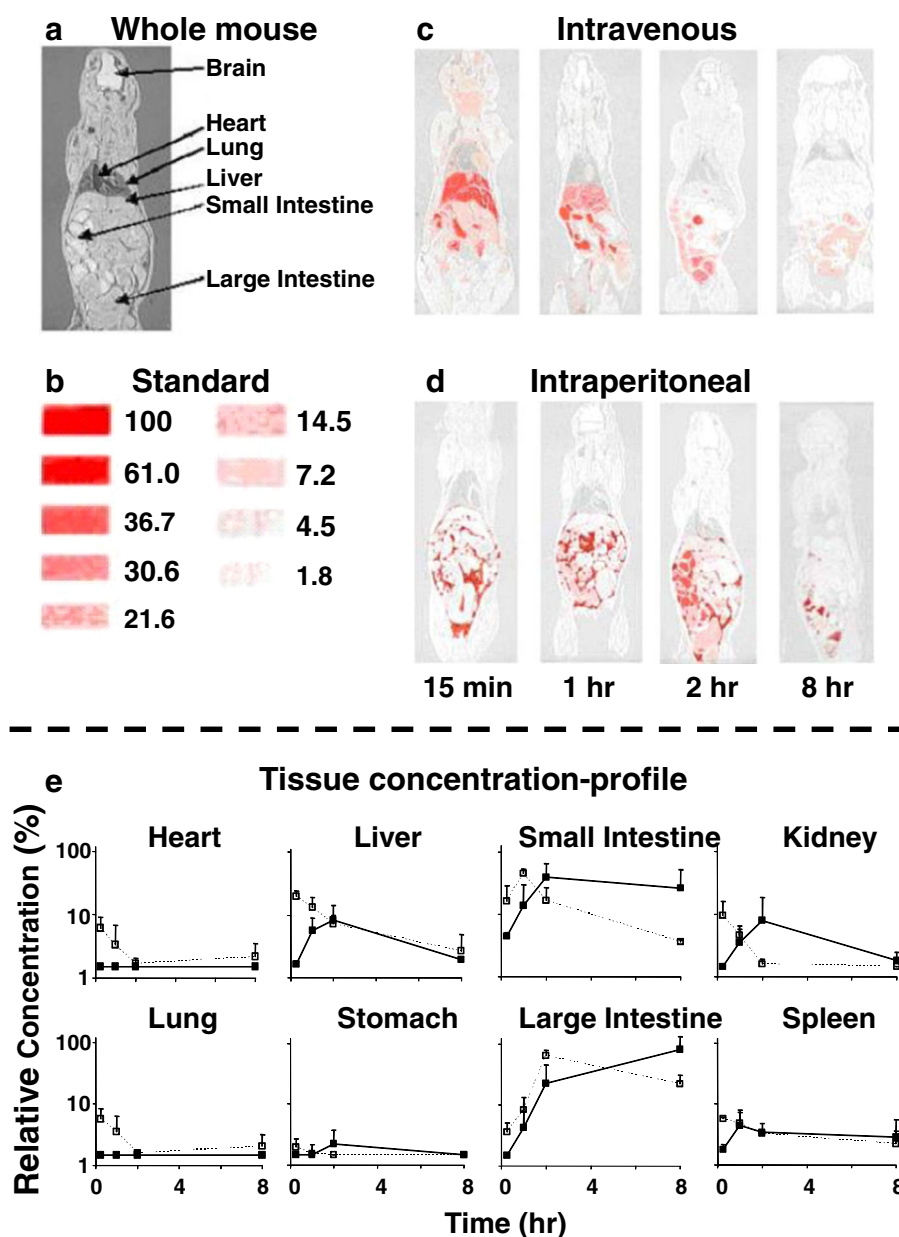 a Whole mouse
Brain
Heart
Lung
Liver
Small Intestine
Large Intestine
b Standard
100
61.0
36.7
30.6
21.6
14.5
7.2
4.5
1.8
c Intravenous
d Intraperitoneal
15 min 1 hr 2 hr 8 hr
e Tissue concentration-profile
Relative Concentration (%)
Heart Liver Small Intestine Kidney
100
10
1
Lung Stomach Large Intestine Spleen
100
10
1
0 4 8 0 4 8 0 4 8 0 4 8
Time (hr)